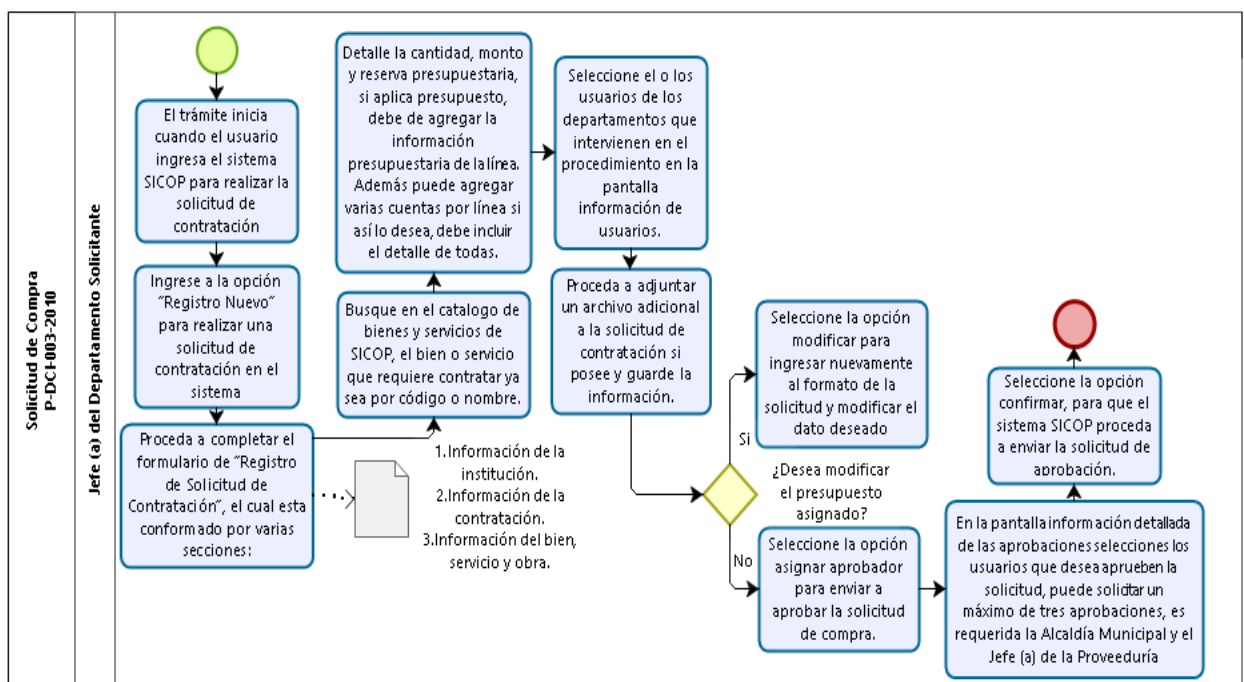 Solicitud de Compra
P-DCI-003-2010
Jefe (a) del Departamento Solicitante
El trámite inicia
cuando el usuario
ingresa el sistema
SICOP para realizar la
solicitud de
contratación
Ingrese a la opción
“Registro Nuevo”
para realizar una
solicitud de
contratación en el
sistema
Proceda a completar el
formulario de “Registro
de Solicitud de
Contratación”, el cual esta
conformado por varias
secciones:
1.Información de la
institución.
2.Información de la
contratación.
3.Información del bien,
servicio y obra.
Busque en el catalogo de
bienes y servicios de
SICOP, el bien o servicio
que requiere contratar ya
sea por código o nombre.
Detalle la cantidad, monto
y reserva presupuestaria,
si aplica presupuesto,
debe de agregar la
información
presupuestaria de la línea.
Además puede agregar
varias cuentas por línea si
así lo desea, debe incluir
el detalle de todas.
Seleccione el o los
usuarios de los
departamentos que
intervienen en el
procedimiento en la
pantalla
información de
usuarios.
Proceda a adjuntar
un archivo adicional
a la solicitud de
contratación si
posee y guarde la
información.
¿Desea modificar
el presupuesto
asignado?
Si
Seleccione la opción
modificar para
ingresar nuevamente
al formato de la
solicitud y modificar el
dato deseado
No
Seleccione la opción
asignar aprobador
para enviar a
aprobar la solicitud
de compra.
En la pantalla información detallada
de las aprobaciones selecciones los
usuarios que desea aprueben la
solicitud, puede solicitar un
máximo de tres aprobaciones, es
requerida la Alcaldía Municipal y el
Jefe (a) de la Proveeduría
Seleccione la opción
confirmar, para que el
sistema SICOP proceda
a enviar la solicitud de
aprobación.